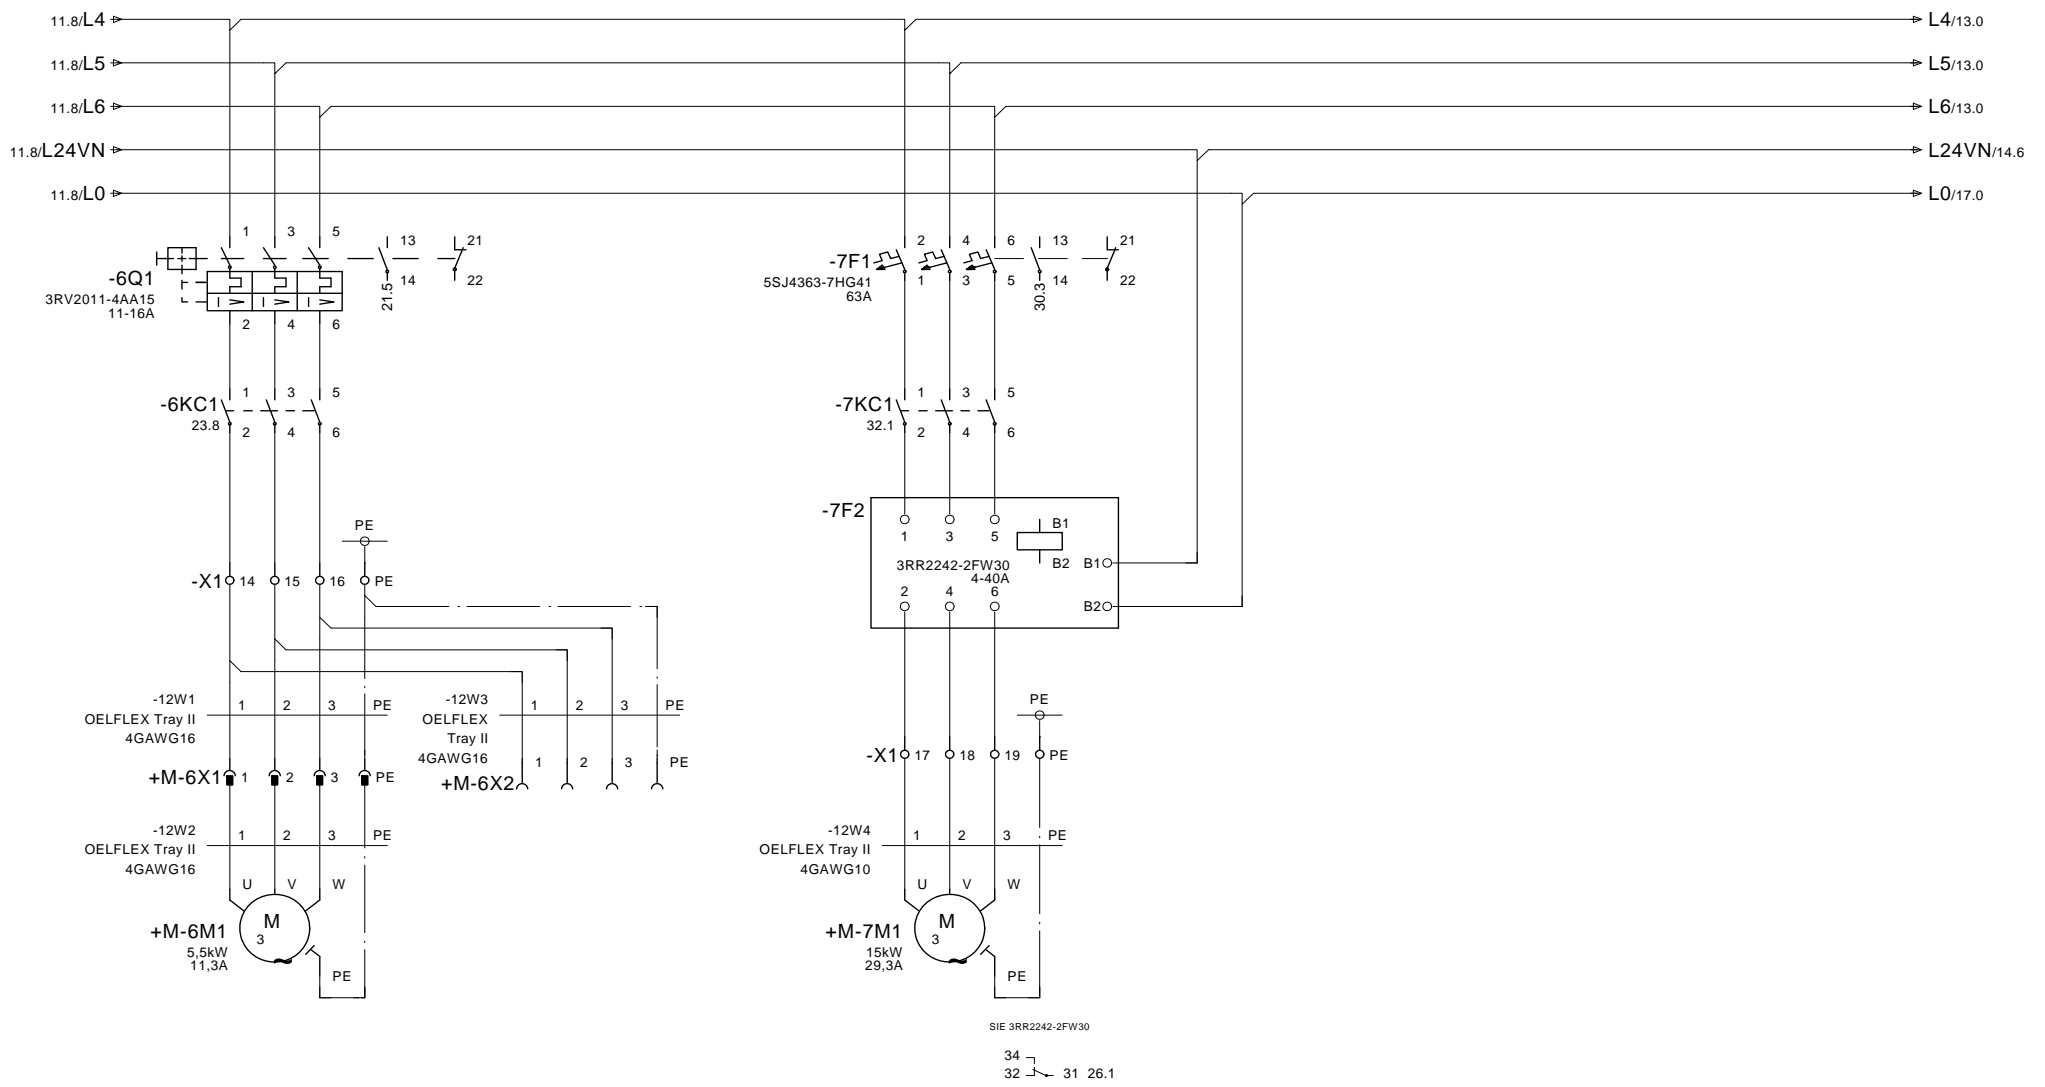 11.8/L4 L4/13.0
11.8/L5 L5/13.0
11.8/L6 L6/13.0
11.8/L24VN L24VN/14.6
11.8/L0 L0/17.0
1 3 5 13 21
-6Q1
3RV2011-4AA15
11-16A
I > I > I >
21.5 14 22
2 4 6
2 4 6 13 21
-7F1
5SJ4363-7HG41
63A
1 3 5 30.3 14 22
1 3 5
-6KC1
23.8
2 4 6
1 3 5
-7KC1
32.1
2 4 6
-7F2
1 3 5
B1
B2
3RR2242-2FW30
4-40A
B1
B2
2 4 6
PE
-X1 14 15 16 PE
-12W1
OELFLEX Tray II
4GAWG16
1 2 3 PE
-12W3
OELFLEX
Tray II
4GAWG16
1 2 3 PE
1 2 3 PE
+M-6X1 1 2 3 PE
+M-6X2
-12W2
OELFLEX Tray II
4GAWG16
1 2 3 PE
U V W
M
3
+M-6M1
5,5kW
11,3A
PE
PE
-X1 17 18 19 PE
-12W4
OELFLEX Tray II
4GAWG10
1 2 3 PE
U V W
M
3
+M-7M1
15kW
29,3A
PE
SIE 3RR2242-2FW30
34
32 31 26.1